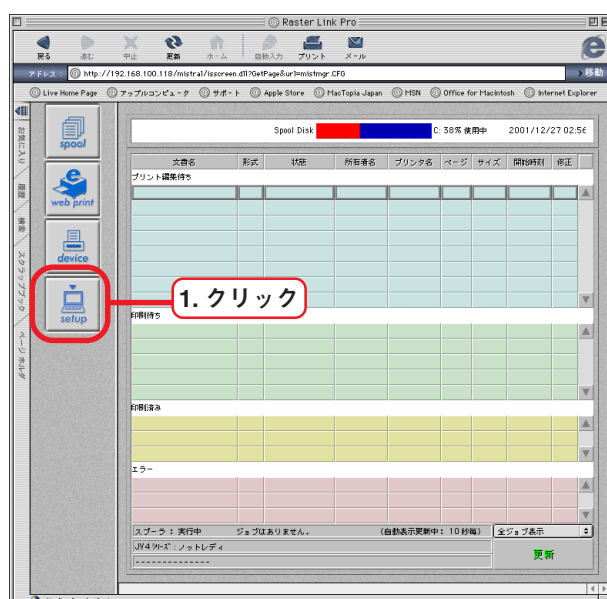 Raster Link Pro
戻る 進む 中止 更新 ホーム 自動入力 プリント メール
アドレス: http://192.168.100.118/mistral/isscreen.dll?GetPage&url=mistmgr.CFG 移動
Live Home Page アップルコンピュータ サポート Apple Store MacTopia Japan MSN Office for Macintosh Internet Explorer
お気に入り
履歴
検索
スクラップブック
ページ ホルダ
spool
web print
device
setup
Spool Disk C: 38% 使用中 2001/12/27 02:56
文書名 形式 状態 所有者名 プリンタ名 ページ サイズ 開始時刻 修正
プリント編集待ち
1. クリック
印刷待ち
印刷済み
エラー
スプーラ : 実行中 ジョブはありません。 (自動表示更新中: 10秒毎) 全ジョブ表示
JV4シリーズ : ノットレディ
--------------
更新